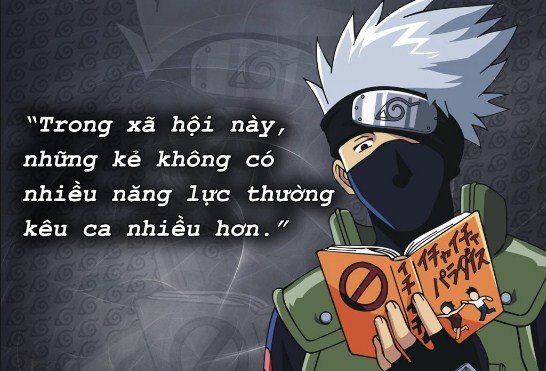 “Trong xã hội này,
những kẻ không có
nhiều năng lực thường
kêu ca nhiều hơn.”
イチャイチャ
パラダイス